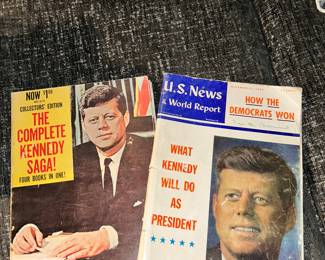 NOW $1.00
COLLECTORS' EDITION
THE
COMPLETE
KENNEDY
SAGA!
FOUR BOOKS IN ONE!
U.S. News
& World Report
HOW THE
DEMOCRATS WON
WHAT
KENNEDY
WILL DO
AS
PRESIDENT